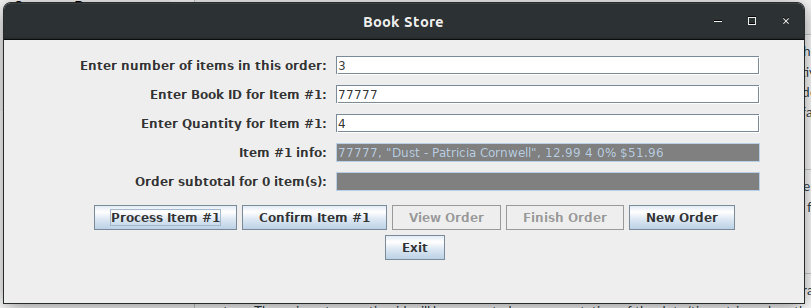 Book Store
Enter number of items in this order: 3
Enter Book ID for Item #1: 77777
Enter Quantity for Item #1: 4
Item #1 info: 77777, "Dust - Patricia Cornwell", 12.99 4 0% $51.96
Order subtotal for 0 item(s):
Process Item #1 Confirm Item #1 View Order Finish Order New Order
Exit